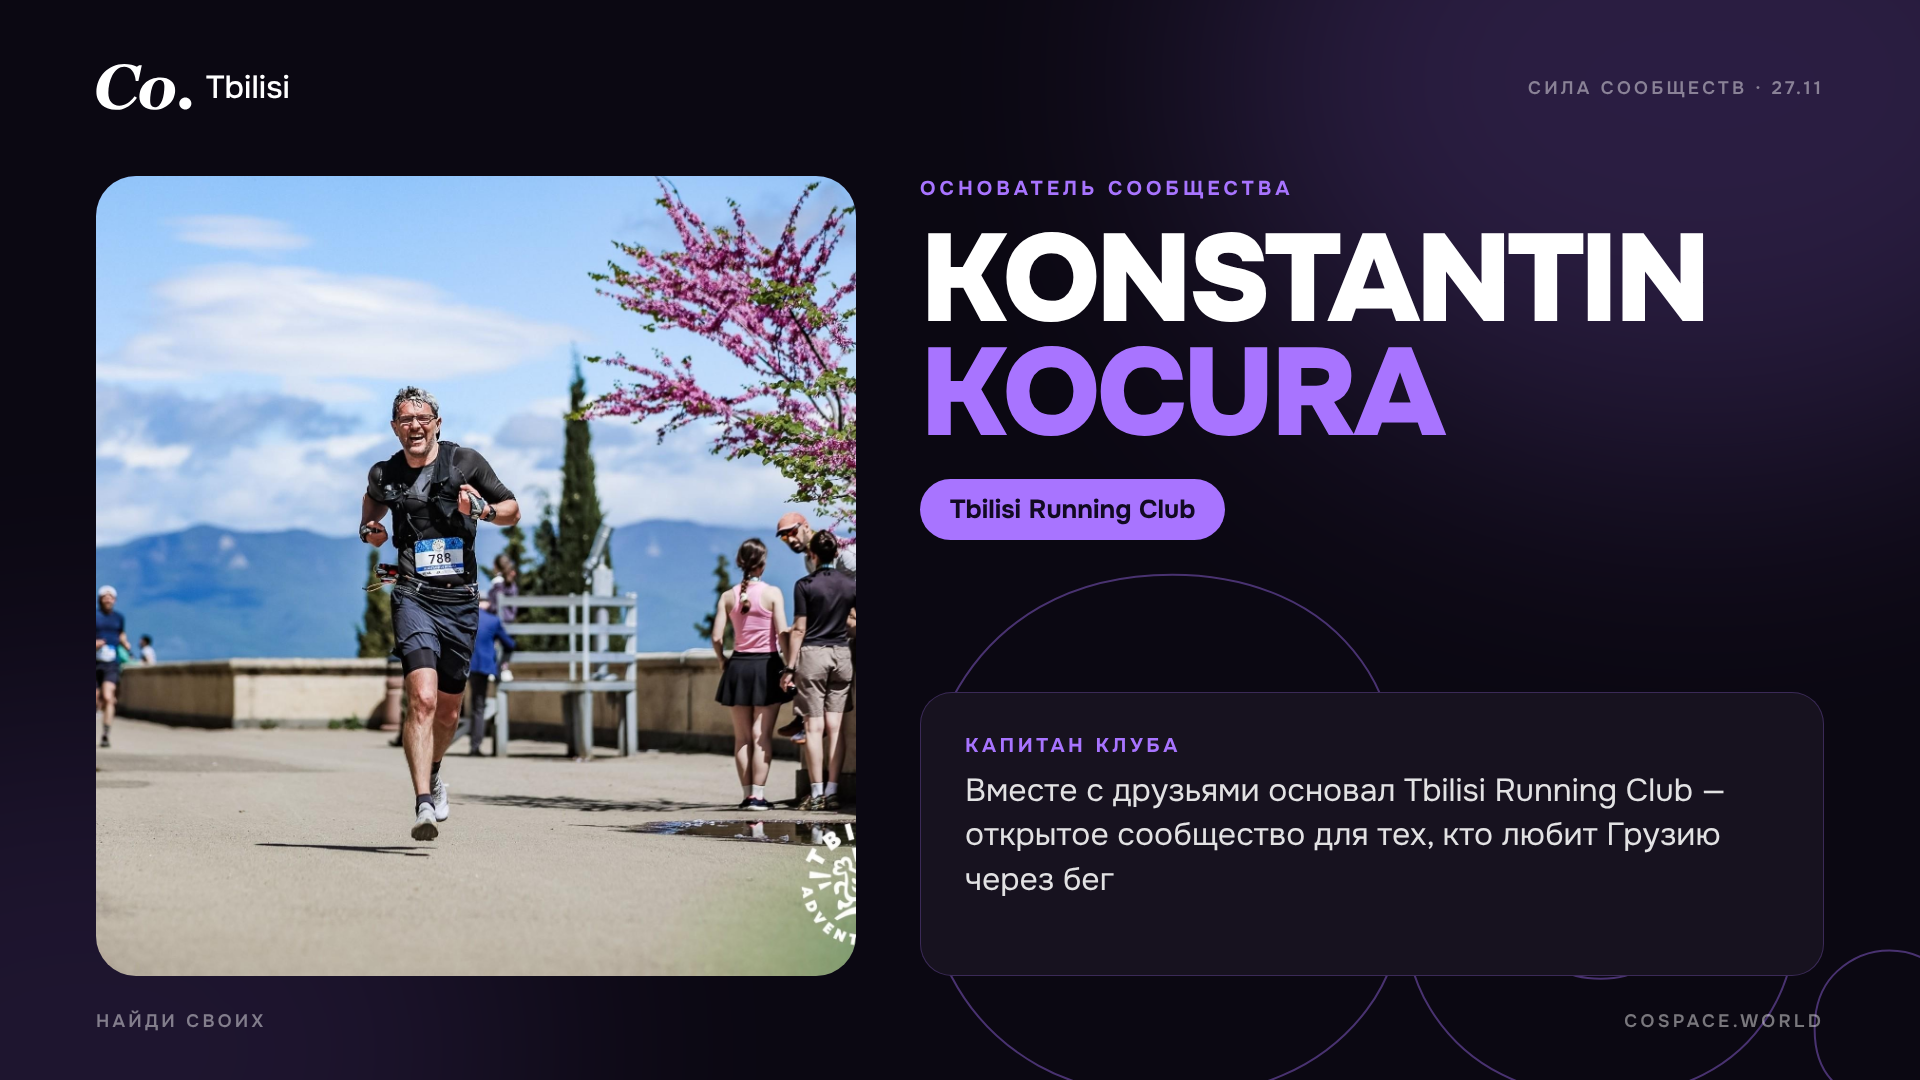 Co. Tbilisi
СИЛА СООБЩЕСТВ · 27.11
ОСНОВАТЕЛЬ СООБЩЕСТВА
KONSTANTIN
KOCURA
Tbilisi Running Club
788
КАПИТАН КЛУБА
Вместе с друзьями основал Tbilisi Running Club —
открытое сообщество для тех, кто любит Грузию
через бег
НАЙДИ СВОИХ
COSPACE.WORLD